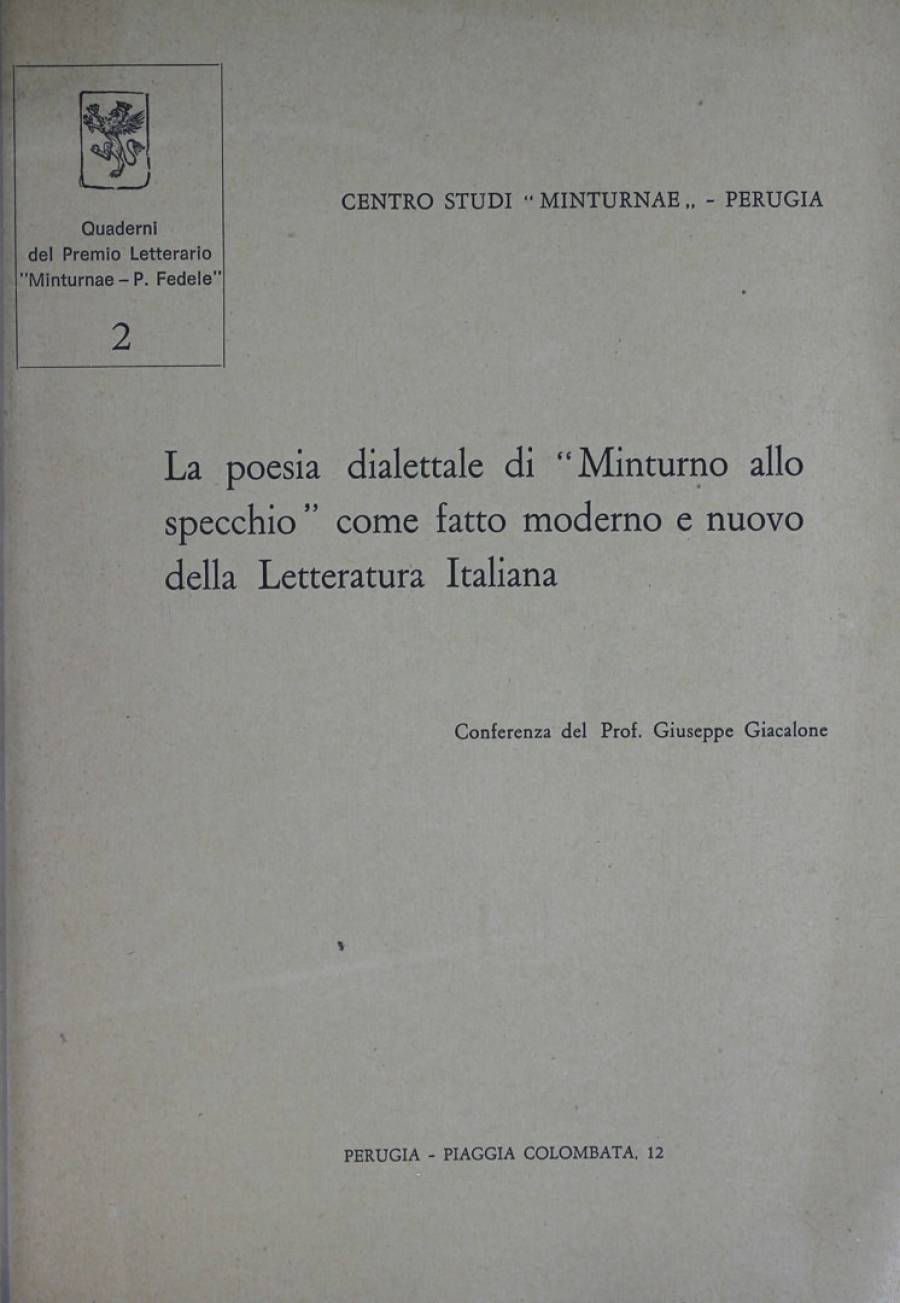 Quaderni
del Premio Letterario
"Minturnae – P. Fedele"
2
CENTRO STUDI “ MINTURNAE „ - PERUGIA
La poesia dialettale di “Minturno allo
specchio” come fatto moderno e nuovo
della Letteratura Italiana
Conferenza del Prof. Giuseppe Giacalone
PERUGIA - PIAGGIA COLOMBATA, 12